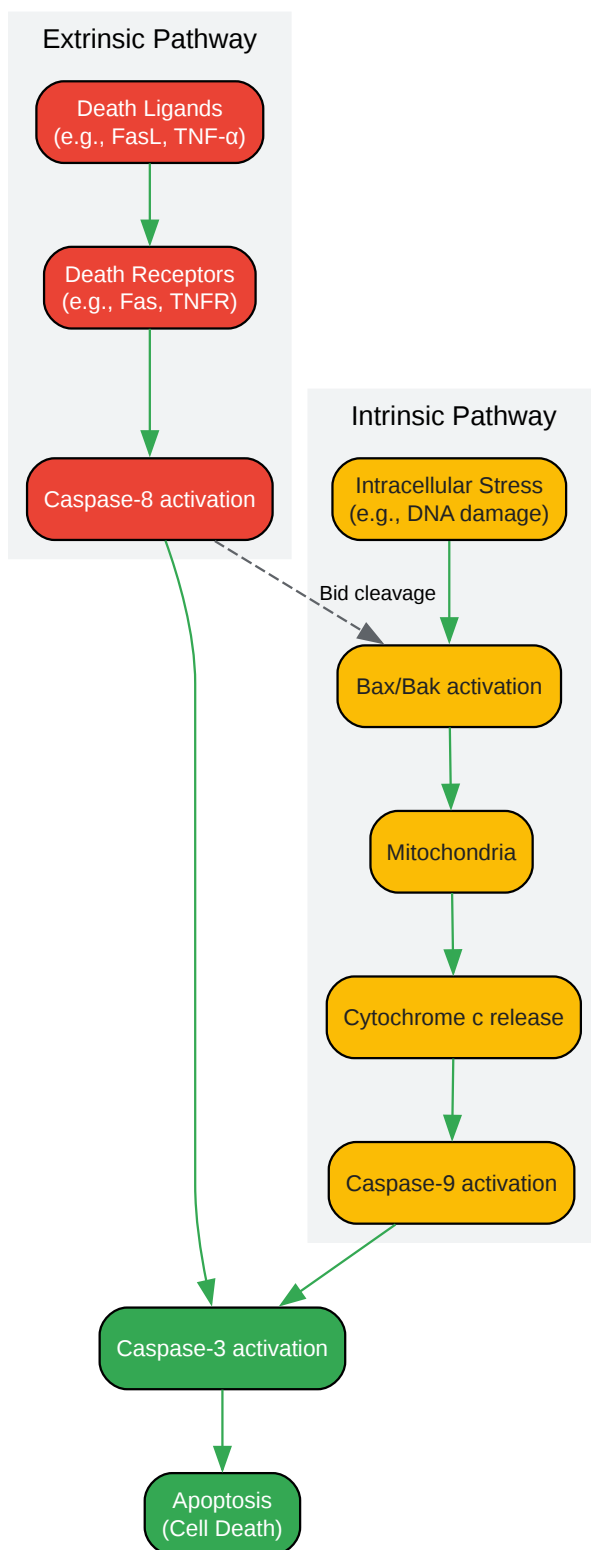 Extrinsic Pathway
Death Ligands
(e.g., FasL, TNF-α)
Death Receptors
(e.g., Fas, TNFR)
Caspase-8 activation
Intrinsic Pathway
Intracellular Stress
(e.g., DNA damage)
Bid cleavage
Bax/Bak activation
Mitochondria
Cytochrome c release
Caspase-9 activation
Caspase-3 activation
Apoptosis
(Cell Death)